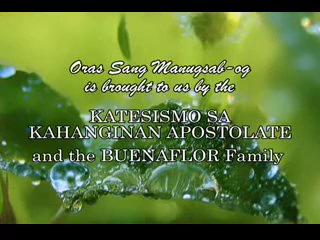 Oras Sang Manugsab-og
is brought to us by the
KATESISMO SA
KAHANGINAN APOSTOLATE
and the BUENAFLOR Family